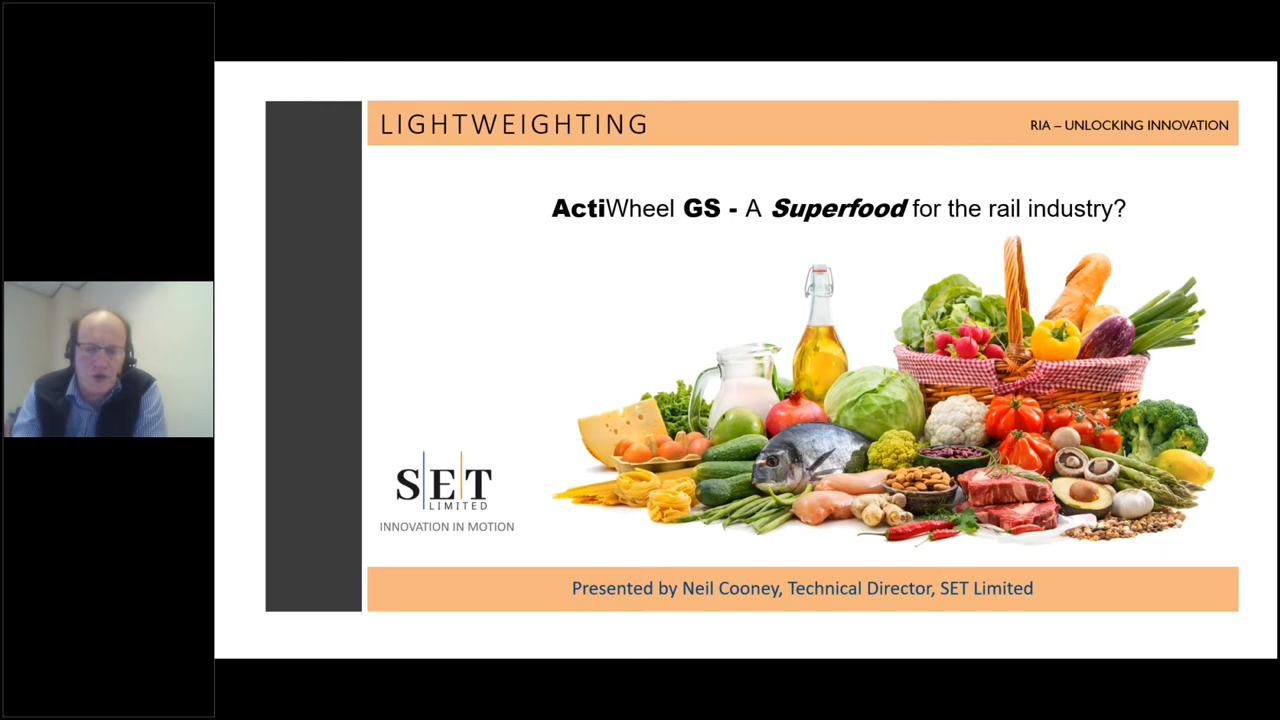 LIGHTWEIGHTING
RIA – UNLOCKING INNOVATION
ActiWheel GS - A Superfood for the rail industry?
SET
LIMITED
INNOVATION IN MOTION
Presented by Neil Cooney, Technical Director, SET Limited